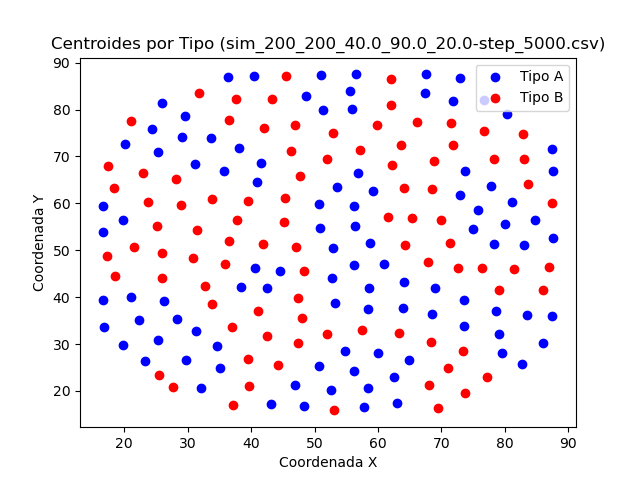 Centroides por Tipo (sim_200_200_40.0_90.0_20.0-step_5000.csv)
90
80
70
60
50
40
30
20
Coordenada Y
Tipo A
Tipo B
20 30 40 50 60 70 80 90
Coordenada X